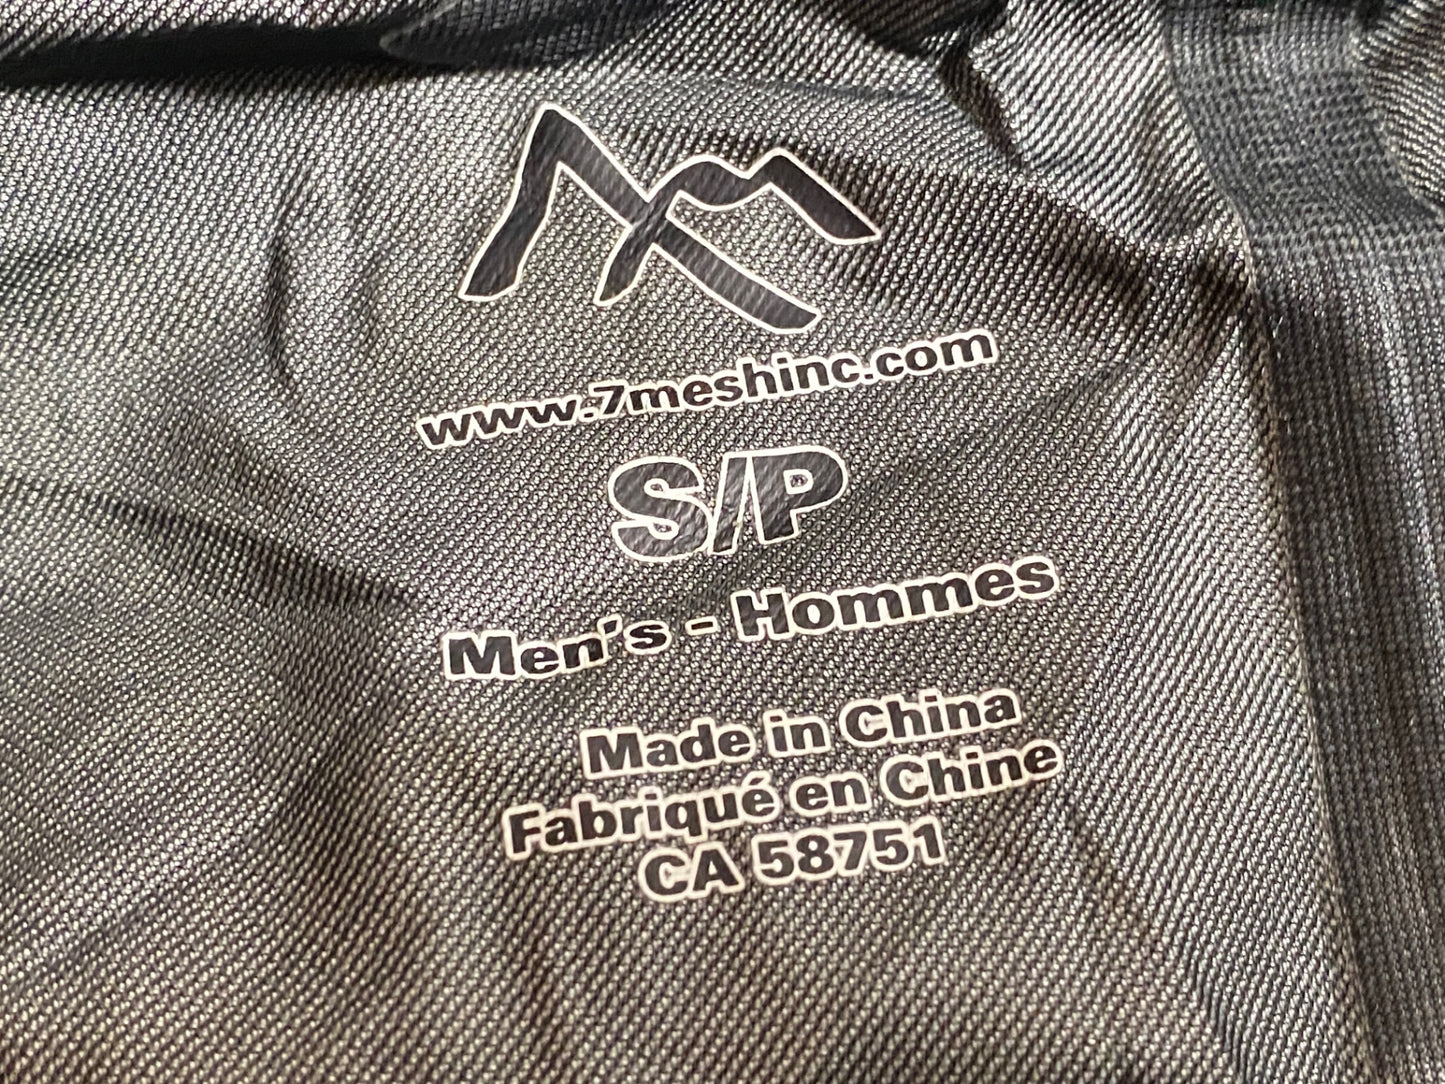 www.7meshinc.com
S/P
Men's - Hommes
Made in China
Fabriqué en Chine
CA 58751